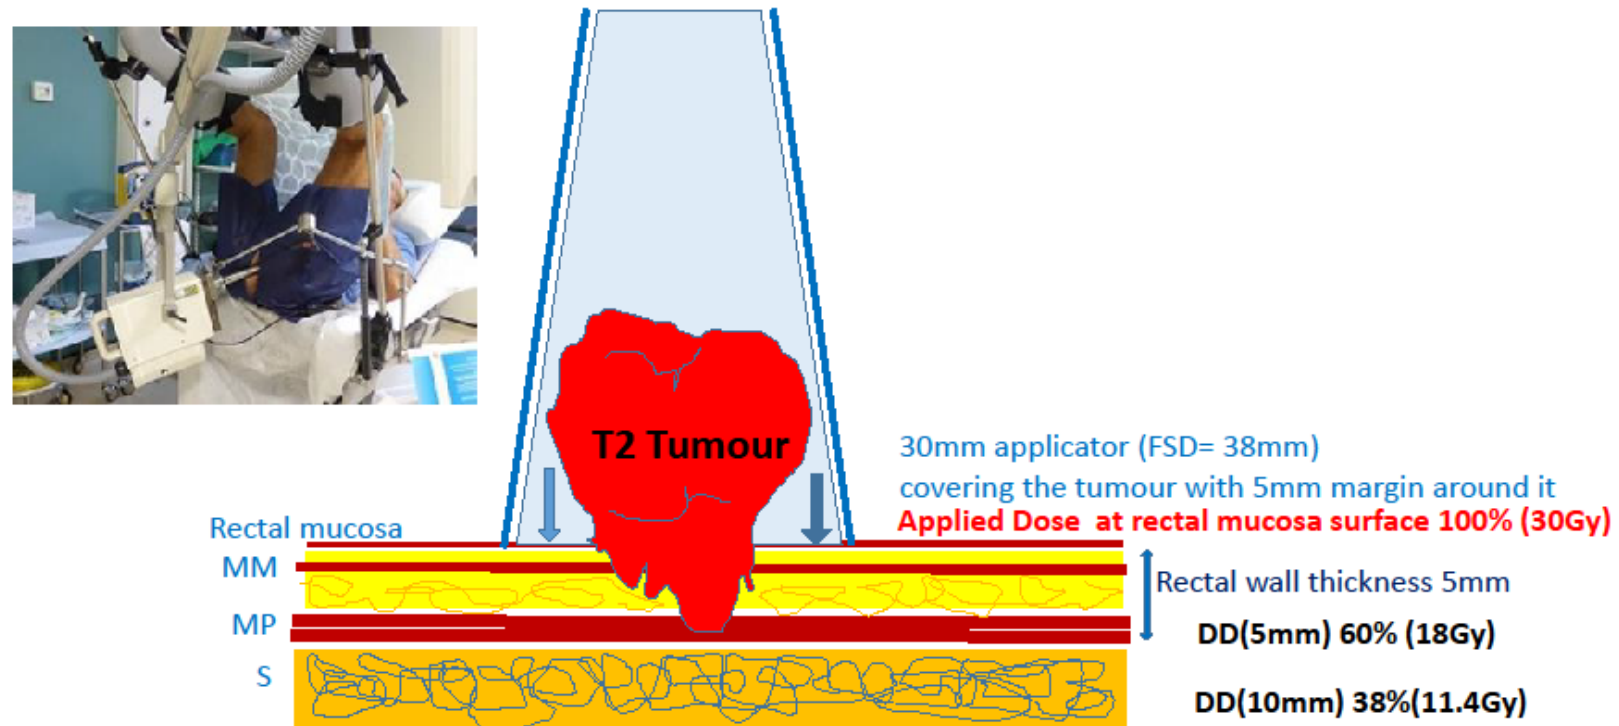 T2 Tumour
30mm applicator (FSD= 38mm)
covering the tumour with 5mm margin around it
Applied Dose at rectal mucosa surface 100% (30Gy)
Rectal mucosa
MM
Rectal wall thickness 5mm
MP
DD(5mm) 60% (18Gy)
S
DD(10mm) 38%(11.4Gy)